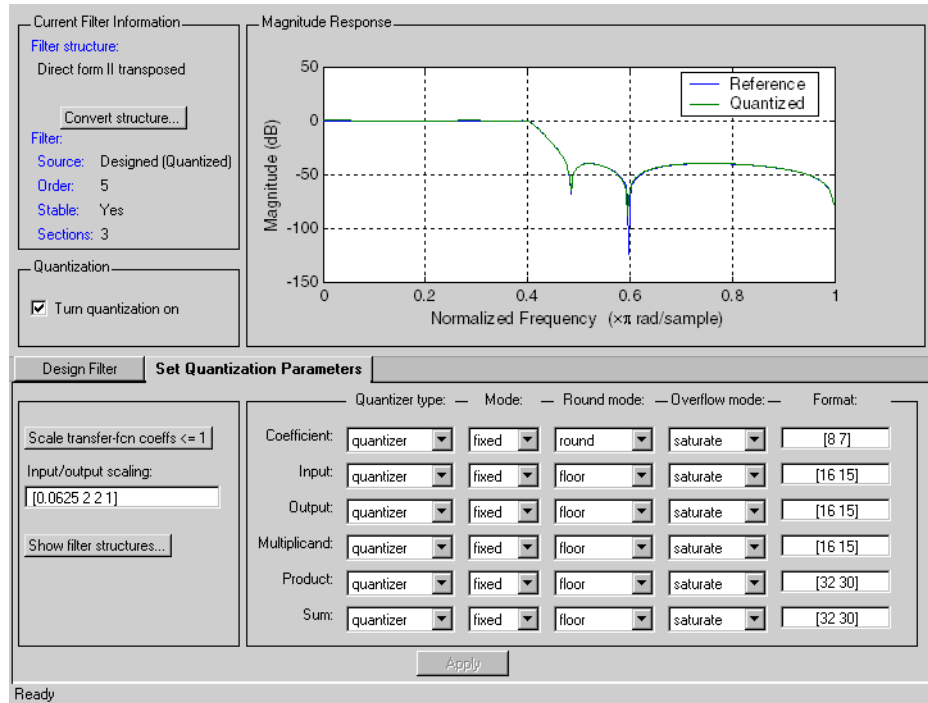 Current Filter Information
Filter structure:
Direct form II transposed
Convert structure...
Filter:
Source: Designed (Quantized)
Order: 5
Stable: Yes
Sections: 3
Quantization
Turn quantization on
Magnitude Response
50
0
-50
-100
-150
Magnitude (dB)
Reference
Quantized
0 0.2 0.4 0.6 0.8 1
Normalized Frequency (×π rad/sample)
Design Filter Set Quantization Parameters
Scale transfer-fcn coeffs <= 1
Input/output scaling:
[0.0625 2 2 1]
Show filter structures...
Quantizer type: Mode: Round mode: Overflow mode: Format:
Coefficient: quantizer fixed round saturate [8 7]
Input: quantizer fixed floor saturate [16 15]
Output: quantizer fixed floor saturate [16 15]
Multiplicand: quantizer fixed floor saturate [16 15]
Product: quantizer fixed floor saturate [32 30]
Sum: quantizer fixed floor saturate [32 30]
Apply
Ready